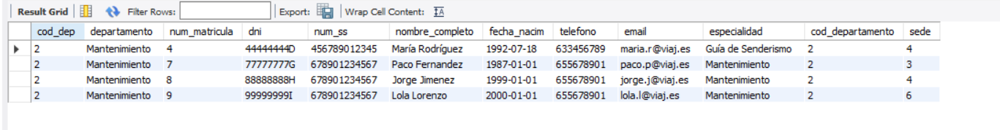 Result Grid Filter Rows: Export: Wrap Cell Content: IA
cod_dep departamento num_matricula dni num_ss nombre_completo fecha_nacim telefono email especialidad cod_departamento sede
2 Mantenimiento 4 44444444D 456789012345 María Rodríguez 1992-07-18 633456789 maria.r@viaj.es Guía de Senderismo 2 4
2 Mantenimiento 7 77777777G 678901234567 Paco Fernandez 1987-01-01 655678901 paco.p@viaj.es Mantenimiento 2 3
2 Mantenimiento 8 88888888H 678901234567 Jorge Jimenez 1999-01-01 655678901 jorge.j@viaj.es Mantenimiento 2 4
2 Mantenimiento 9 99999999I 678901234567 Lola Lorenzo 2000-01-01 655678901 lola.l@viaj.es Mantenimiento 2 6